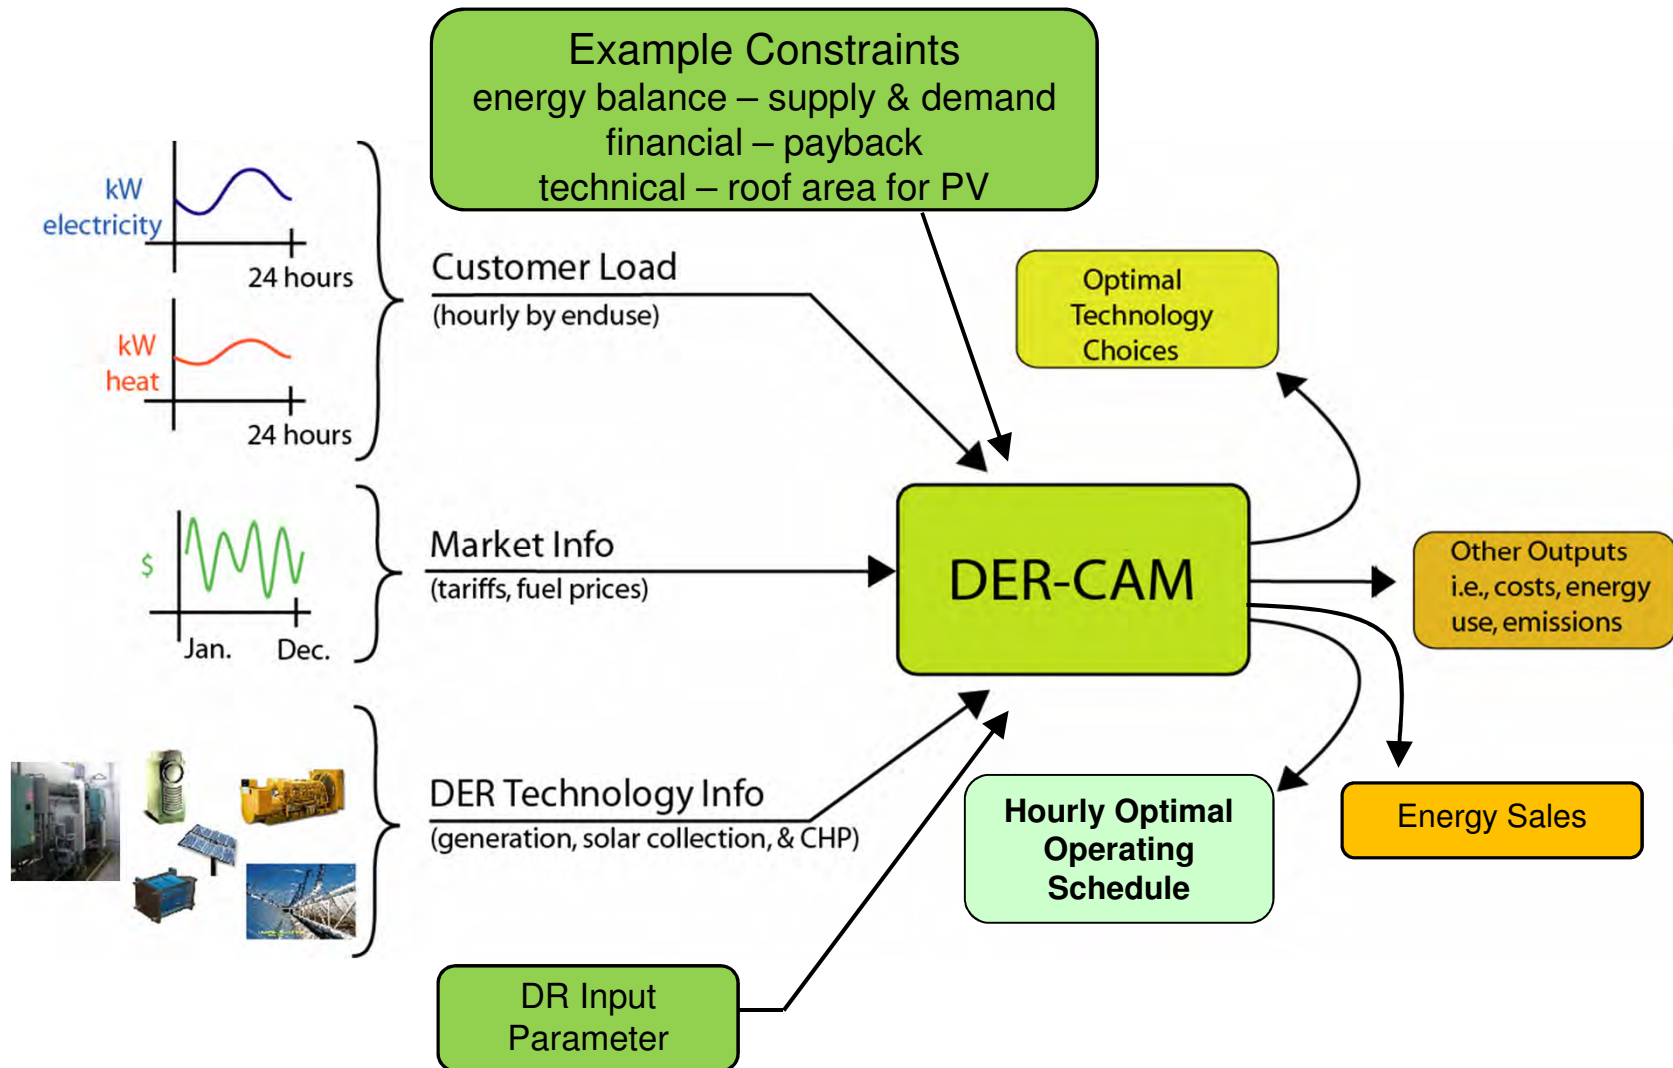 Example Constraints
energy balance – supply & demand
financial – payback
technical – roof area for PV
kW
electricity
24 hours
kW
heat
24 hours
Customer Load
(hourly by enduse)
Optimal
Technology
Choices
$
Jan.
Dec.
Market Info
(tariffs, fuel prices)
DER-CAM
Other Outputs
i.e., costs, energy
use, emissions
DER Technology Info
(generation, solar collection, & CHP)
Hourly Optimal
Operating
Schedule
Energy Sales
DR Input
Parameter